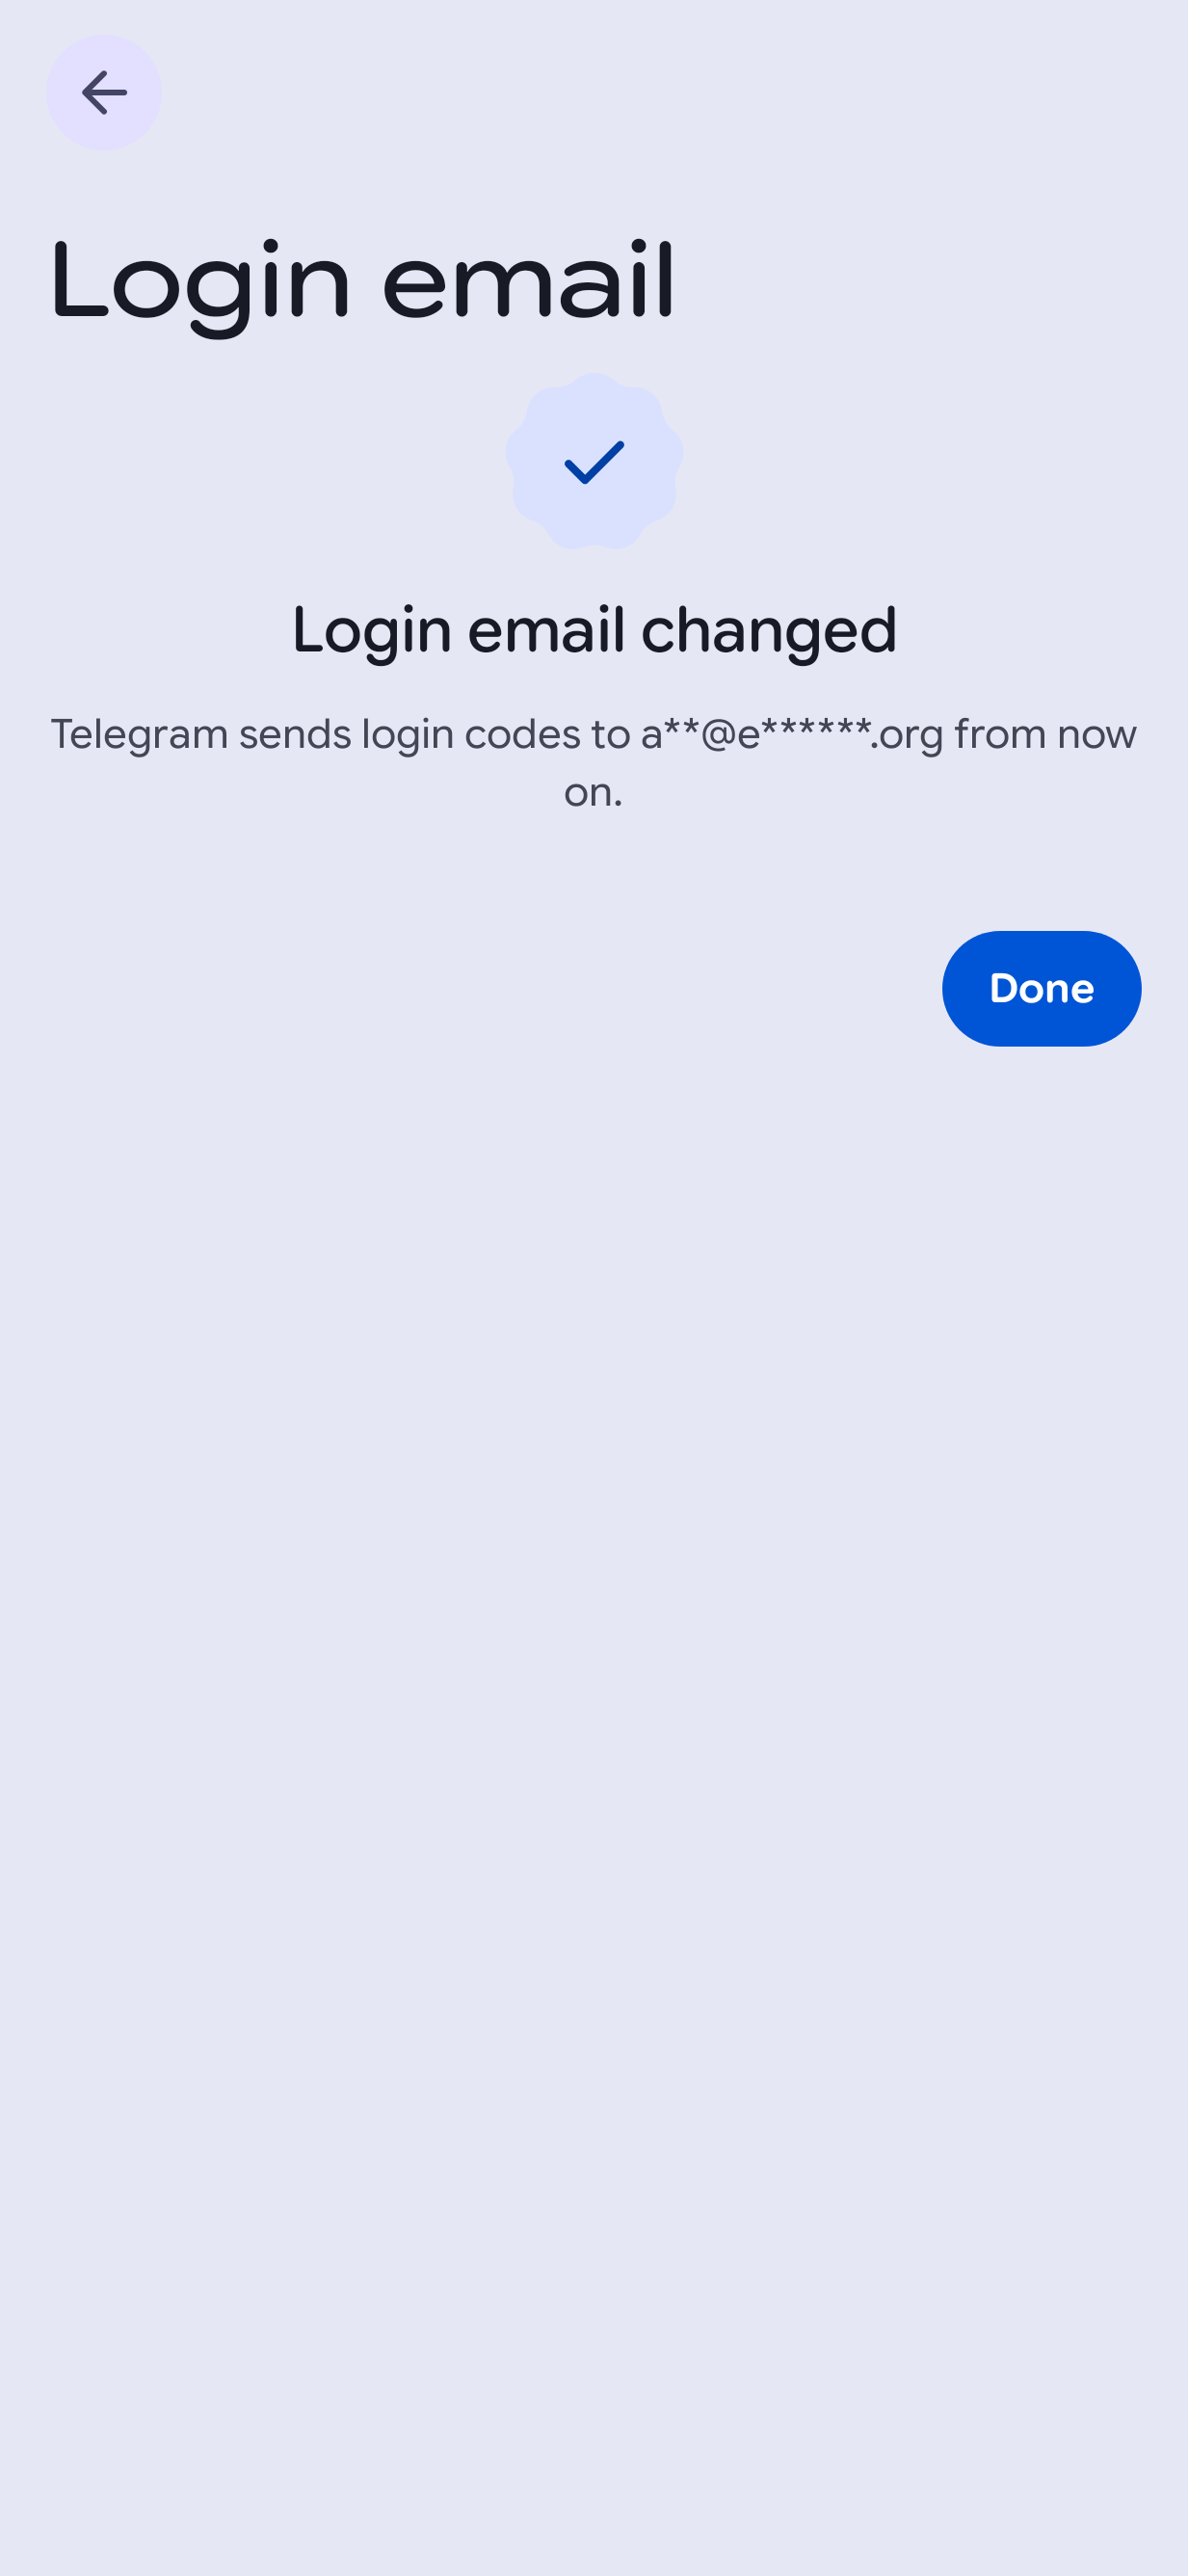 Login email
Login email changed
Telegram sends login codes to a**@e******.org from now
on.
Done